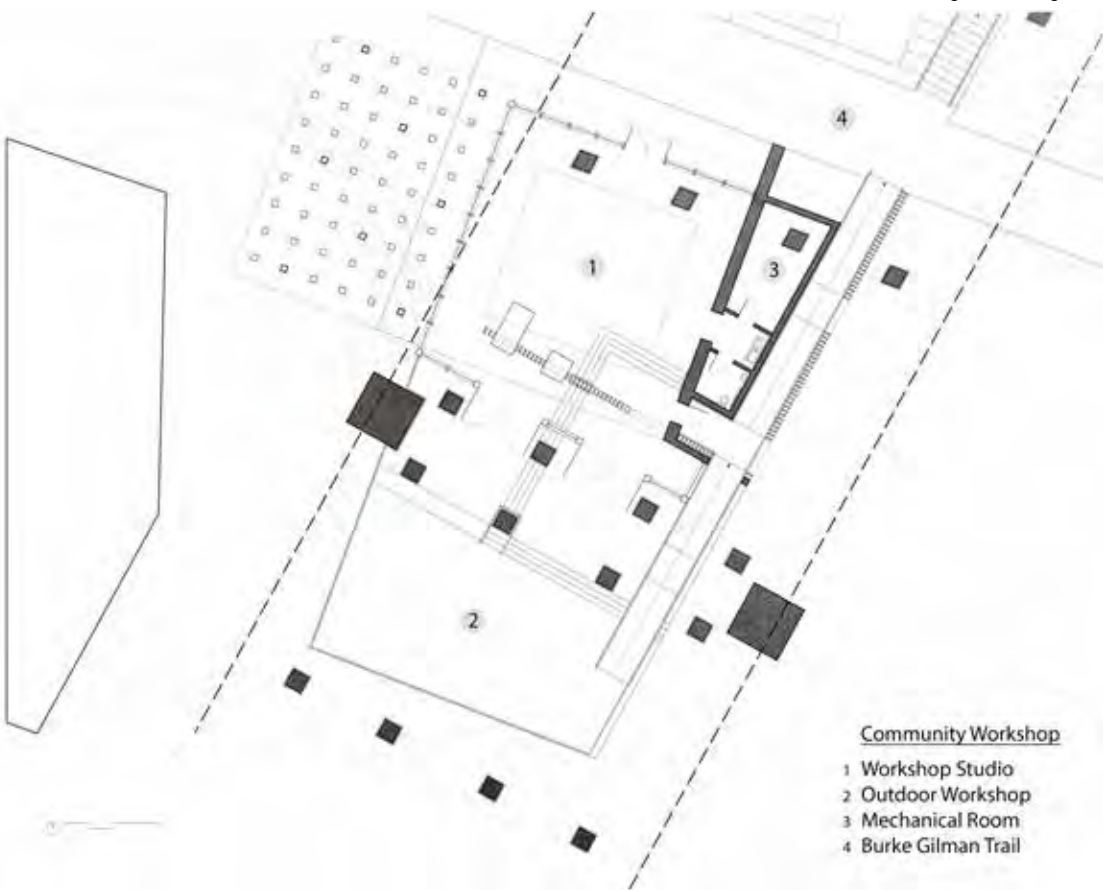 4
1
3
2
Community Workshop
1 Workshop Studio
2 Outdoor Workshop
3 Mechanical Room
4 Burke Gilman Trail